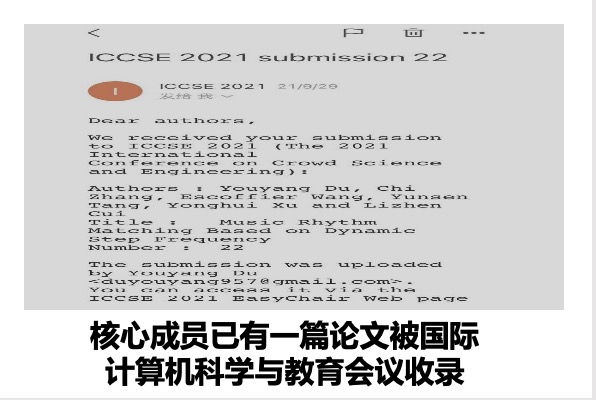 ICCSE 2021 submission 22
I
ICCSE 2021 21/9/29
发给 我
Dear authors,
We received your submission
to ICCSE 2021 (The 2021
International
Conference on Crowd Science
and Engineering):
Authors : Youyang Du, Chi
Zhang, Escoffier Wang, Yunsen
Tang, Yonghui Xu and Lizhen
Cui
Title : Music Rhythm
Matching Based on Dynamic
Step Frequency
Number : 22
The submission was uploaded
by Youyang Du
<duyouyang957@gmail.com>.
You can access it via the
ICCSE 2021 EasyChair Web page
核心成员已有一篇论文被国际
计算机科学与教育会议收录